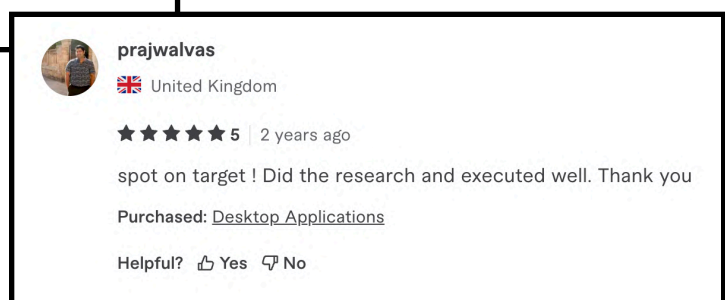 prajwalvas
United Kingdom
5 2 years ago
spot on target ! Did the research and executed well. Thank you
Purchased: Desktop Applications
Helpful? Yes No